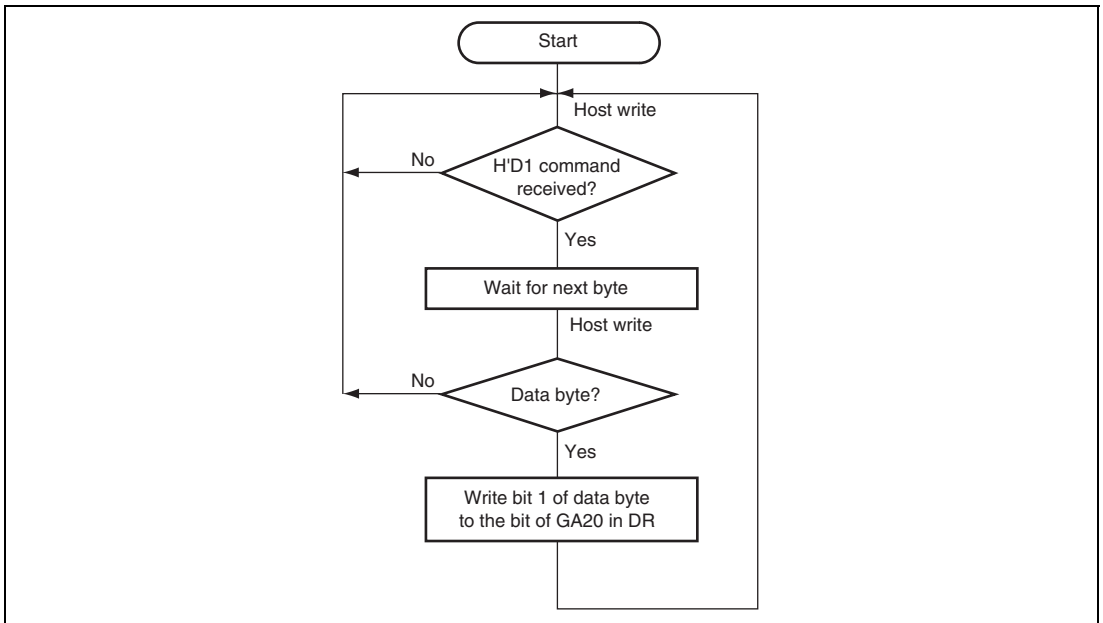 Start
Host write
No
H'D1 command
received?
Yes
Wait for next byte
Host write
No
Data byte?
Yes
Write bit 1 of data byte
to the bit of GA20 in DR